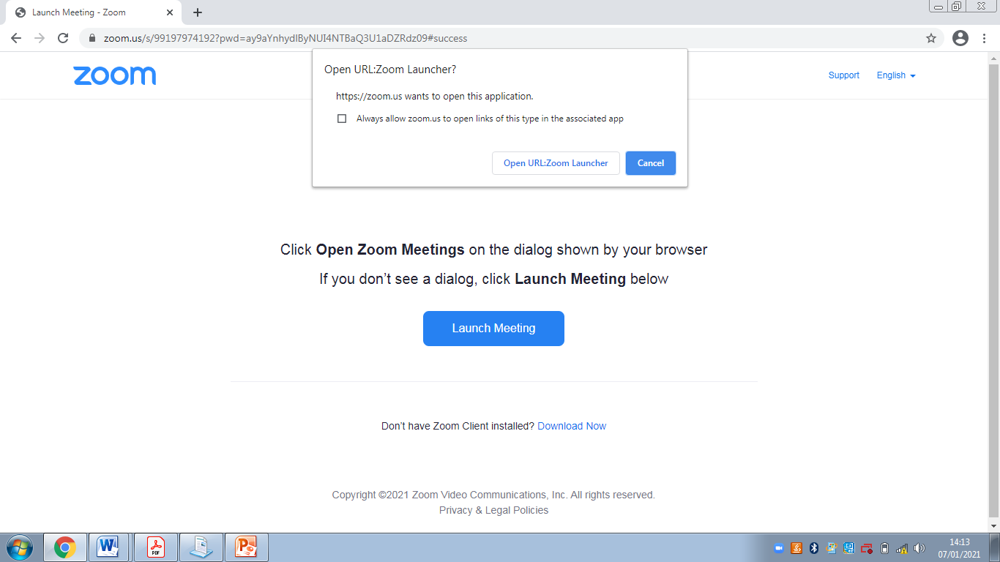 Launch Meeting - Zoom
zoom.us/s/99197974192?pwd=ay9aYnhydlByNUI4NTBaQ3U1aDZRdz09#success
Open URL:Zoom Launcher?
https://zoom.us wants to open this application.
Always allow zoom.us to open links of this type in the associated app
Open URL:Zoom Launcher
Cancel
zoom
Support
English
Click Open Zoom Meetings on the dialog shown by your browser
If you don’t see a dialog, click Launch Meeting below
Launch Meeting
Don’t have Zoom Client installed? Download Now
Copyright ©2021 Zoom Video Communications, Inc. All rights reserved.
Privacy & Legal Policies
W
PDF
P
14:13
07/01/2021